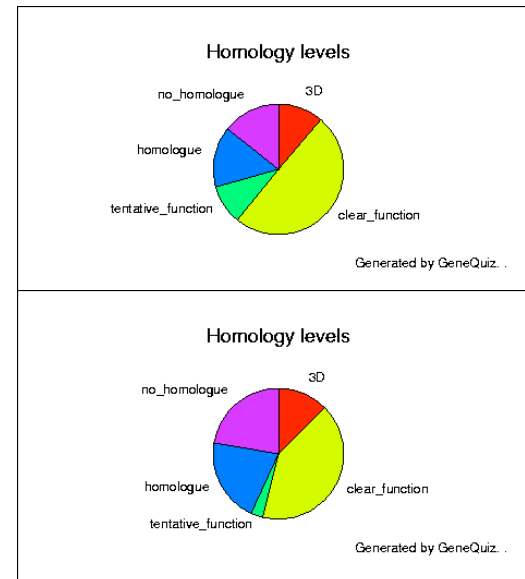 Homology levels
3D
no_homologue
homologue
tentative_function
clear_function
Generated by GeneQuiz. .
Homology levels
3D
no_homologue
clear_function
homologue
tentative_function
Generated by GeneQuiz. .